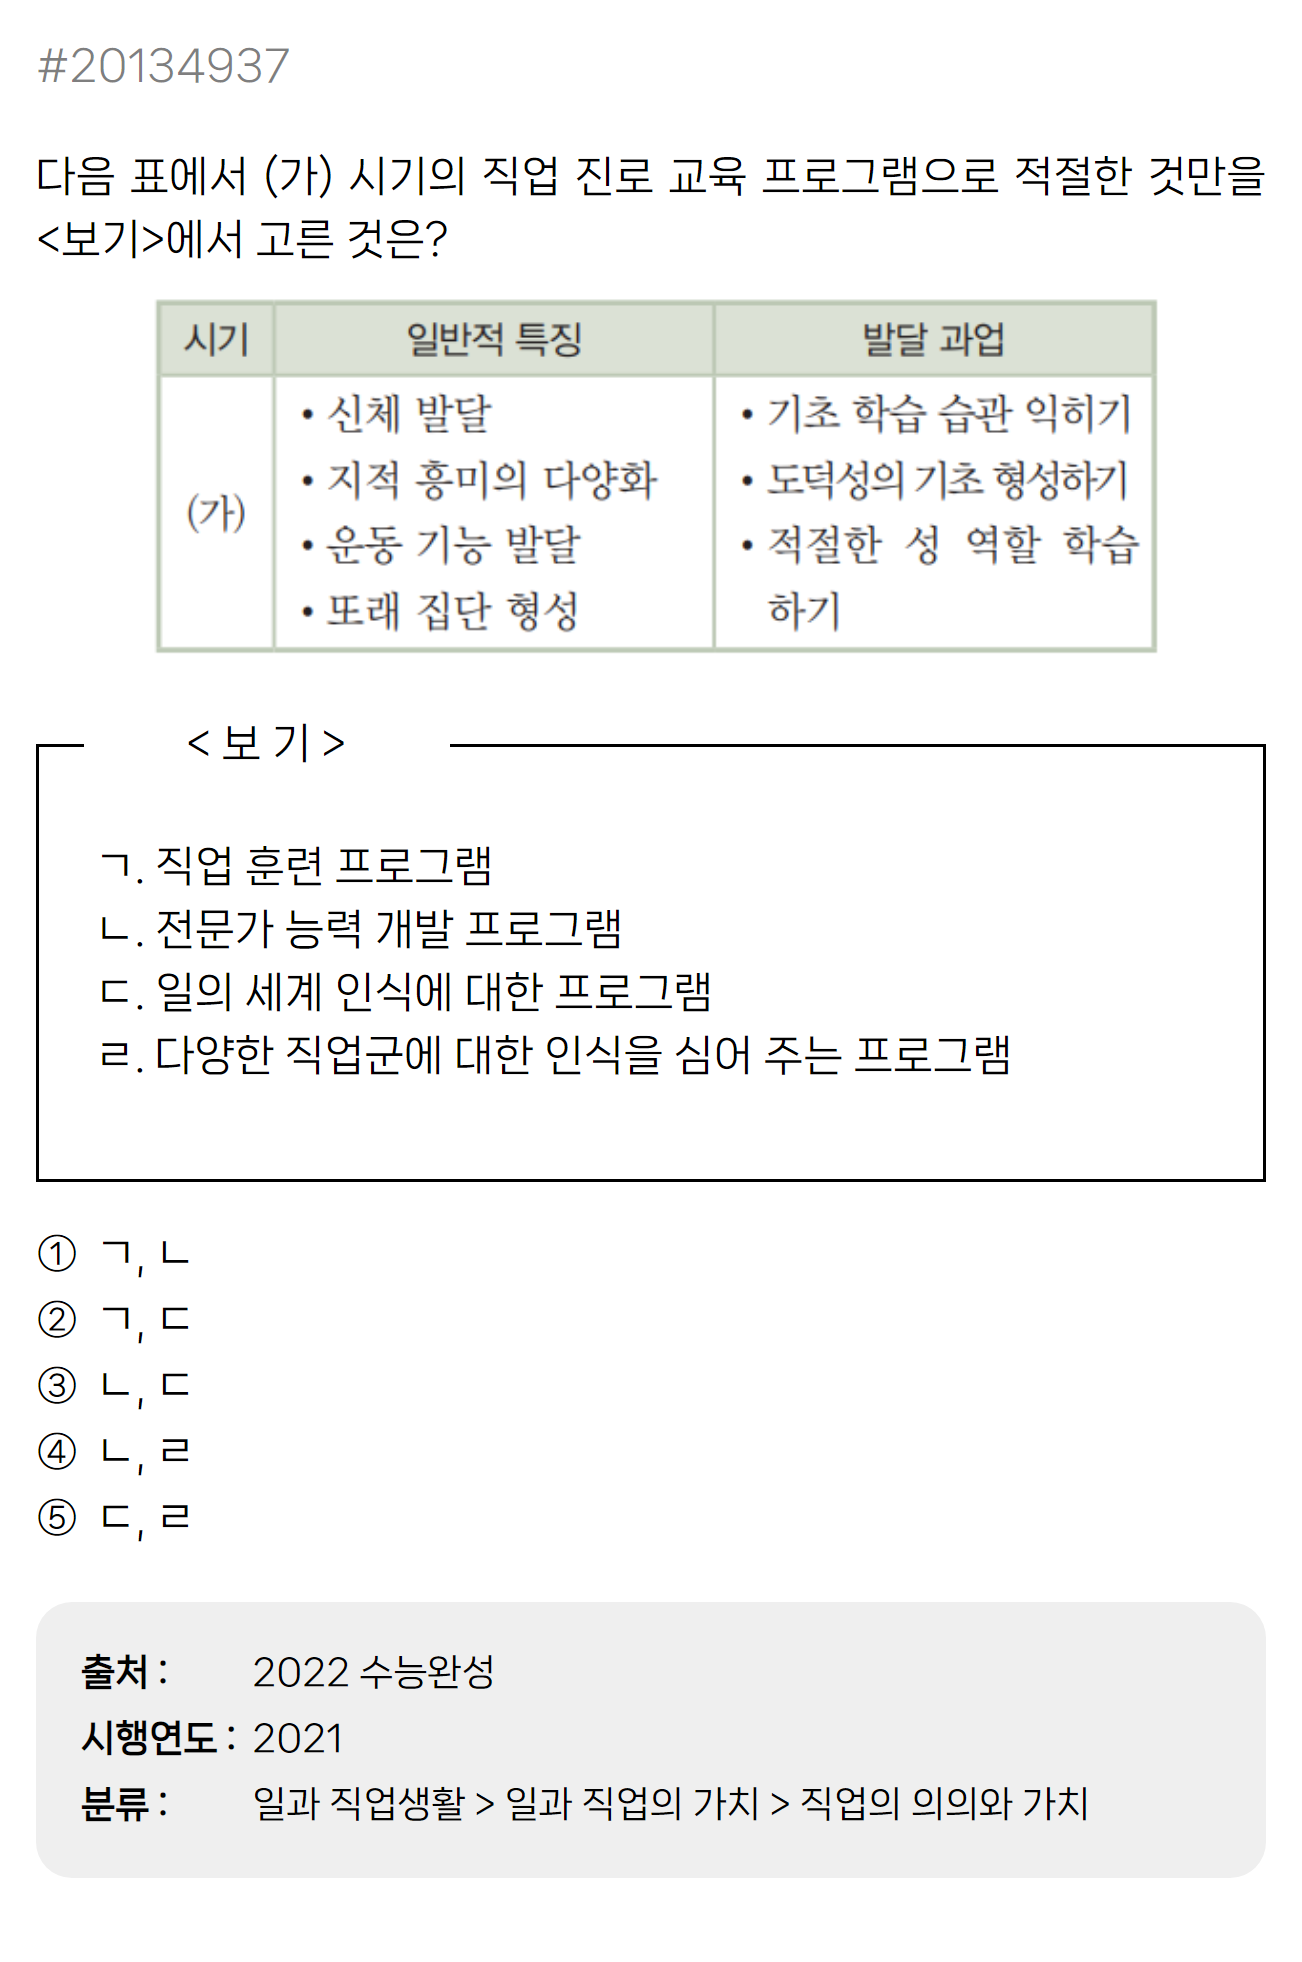 #20134937
다음 표에서 (가) 시기의 직업 진로 교육 프로그램으로 적절한 것만을
<보기>에서 고른 것은?
시기 일반적 특징 발달 과업
(가)
• 신체 발달
• 지적 흥미의 다양화
• 운동 기능 발달
• 또래 집단 형성
• 기초 학습 습관 익히기
• 도덕성의 기초 형성하기
• 적절한 성 역할 학습
하기
< 보 기 >
ㄱ. 직업 훈련 프로그램
ㄴ. 전문가 능력 개발 프로그램
ㄷ. 일의 세계 인식에 대한 프로그램
ㄹ. 다양한 직업군에 대한 인식을 심어 주는 프로그램
① ㄱ, ㄴ
② ㄱ, ㄷ
③ ㄴ, ㄷ
④ ㄴ, ㄹ
⑤ ㄷ, ㄹ
출처 : 2022 수능완성
시행연도 : 2021
분류 : 일과 직업생활 > 일과 직업의 가치 > 직업의 의의와 가치